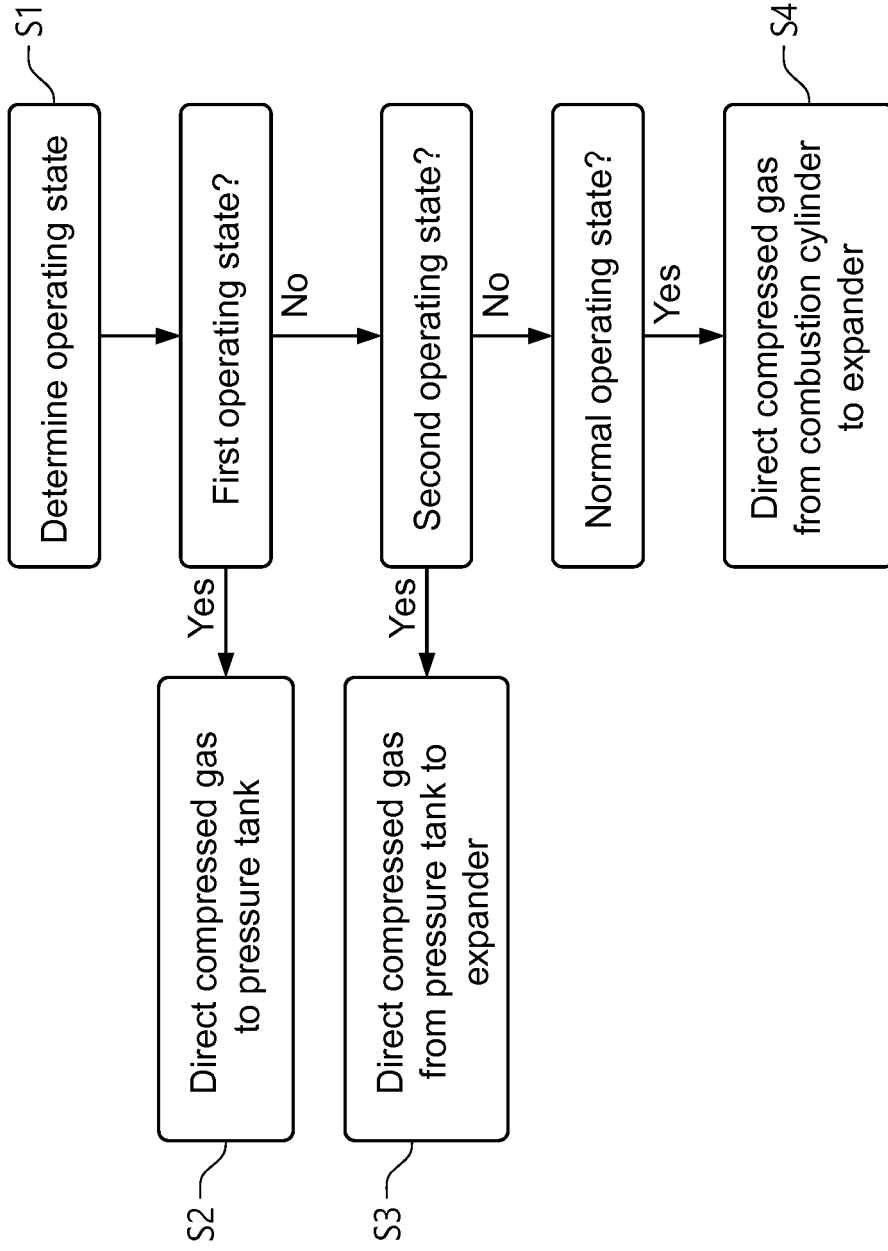 Determine operating state
S1
First operating state?
Yes
No
Direct compressed gas
to pressure tank
S2
Second operating state?
Yes
No
Direct compressed gas
from pressure tank to
expander
S3
Normal operating state?
Yes
Direct compressed gas
from combustion cylinder
to expander
S4